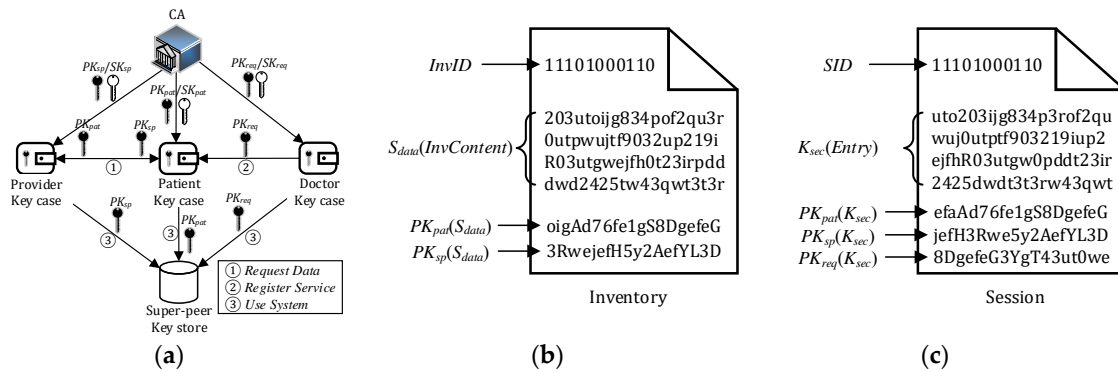 CA
PKsp/SKsp
PKpat/SKpat
PKreq/SKreq
PKpat
PKsp
PKreq
①
②
Provider
Key case
Patient
Key case
Doctor
Key case
PKsp
PKpat
PKreq
③
③
③
Super-peer
Key store
① Request Data
② Register Service
③ Use System
(a)
InvID
11101000110
Sdata(InvContent)
203utoijg834pof2qu3r
0utpwujtf9032up219i
R03utgwejfh0t23irpdd
dwd2425tw43qwt3t3r
PKpat(Sdata)
oigAd76fe1gS8DgefeG
PKsp(Sdata)
3RwejefH5y2AefYL3D
Inventory
(b)
SID
11101000110
Ksec(Entry)
uto203ijg834p3rof2qu
wuj0utptf903219iup2
ejfhR03utgw0pddt23ir
2425dwdt3t3rw43qwt
PKpat(Ksec)
efaAd76fe1gS8DgefeG
PKsp(Ksec)
jefH3Rwe5y2AefYL3D
PKreq(Ksec)
8DgefeG3YgT43ut0we
Session
(c)